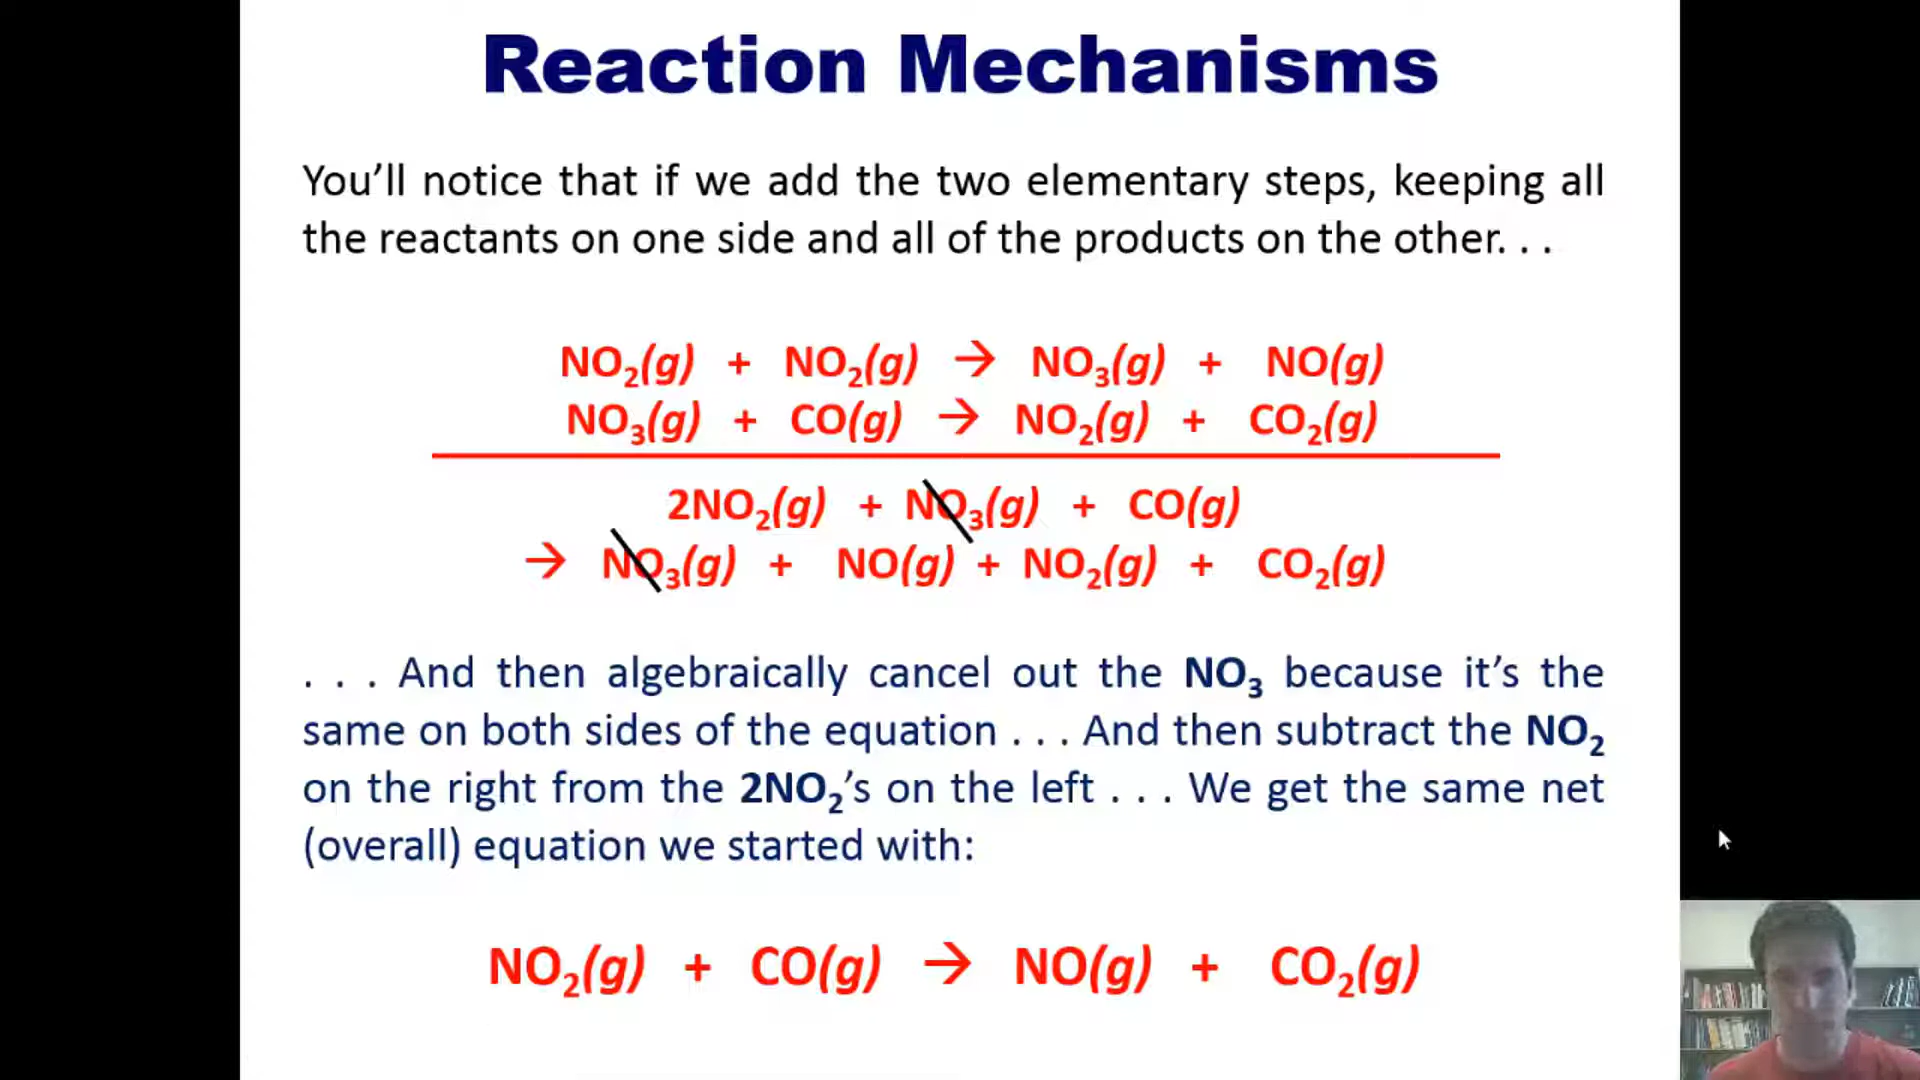 Reaction Mechanisms
You’ll notice that if we add the two elementary steps, keeping all
the reactants on one side and all of the products on the other. . .
NO₂(g) + NO₂(g) → NO₃(g) + NO(g)
NO₃(g) + CO(g) → NO₂(g) + CO₂(g)
2NO₂(g) + NO₃(g) + CO(g)
→ NO₃(g) + NO(g) + NO₂(g) + CO₂(g)
. . . And then algebraically cancel out the NO₃ because it’s the
same on both sides of the equation . . . And then subtract the NO₂
on the right from the 2NO₂’s on the left . . . We get the same net
(overall) equation we started with:
NO₂(g) + CO(g) → NO(g) + CO₂(g)